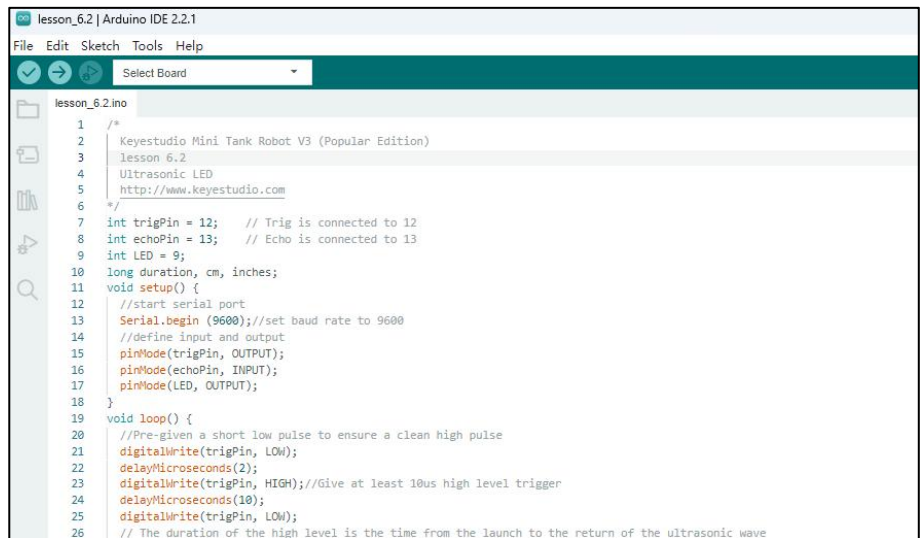 lesson_6.2 | Arduino IDE 2.2.1
File Edit Sketch Tools Help
Select Board
lesson_6.2.ino
1 /*
2 Keyestudio Mini Tank Robot V3 (Popular Edition)
3 lesson 6.2
4 Ultrasonic LED
5 http://www.keyestudio.com
6 */
7 int trigPin = 12; // Trig is connected to 12
8 int echoPin = 13; // Echo is connected to 13
9 int LED = 9;
10 long duration, cm, inches;
11 void setup() {
12 //start serial port
13 Serial.begin (9600);//set baud rate to 9600
14 //define input and output
15 pinMode(trigPin, OUTPUT);
16 pinMode(echoPin, INPUT);
17 pinMode(LED, OUTPUT);
18 }
19 void loop() {
20 //Pre-given a short low pulse to ensure a clean high pulse
21 digitalWrite(trigPin, LOW);
22 delayMicroseconds(2);
23 digitalWrite(trigPin, HIGH);//Give at least 10us high level trigger
24 delayMicroseconds(10);
25 digitalWrite(trigPin, LOW);
26 // The duration of the high level is the time from the launch to the return of the ultrasonic wave